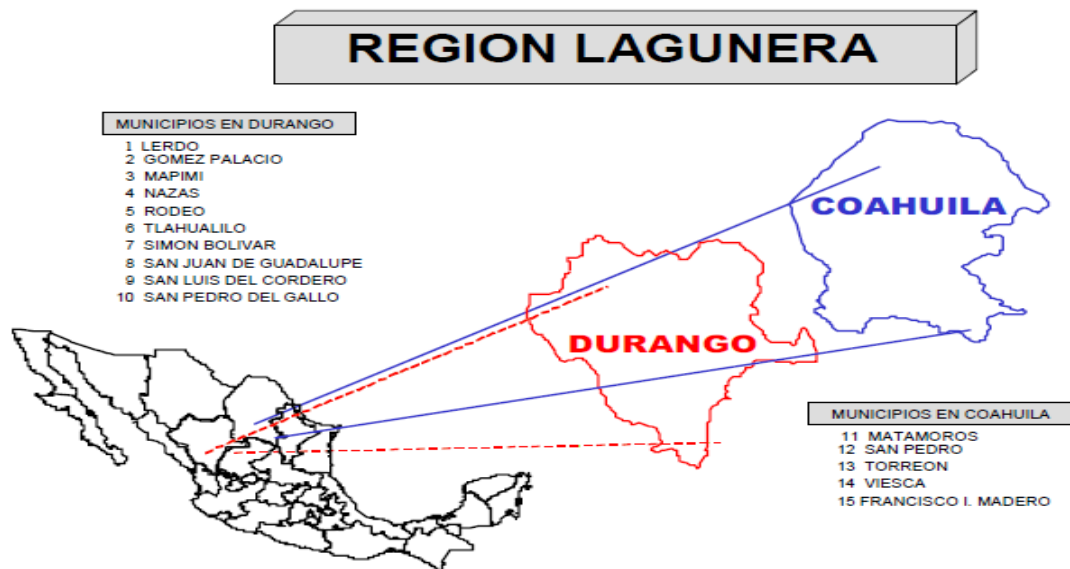 REGION LAGUNERA
MUNICIPIOS EN DURANGO
1 LERDO
2 GOMEZ PALACIO
3 MAPIMI
4 NAZAS
5 RODEO
6 TLAHUALILO
7 SIMON BOLIVAR
8 SAN JUAN DE GUADALUPE
9 SAN LUIS DEL CORDERO
10 SAN PEDRO DEL GALLO
COAHUILA
DURANGO
MUNICIPIOS EN COAHUILA
11 MATAMOROS
12 SAN PEDRO
13 TORREON
14 VIESCA
15 FRANCISCO I. MADERO